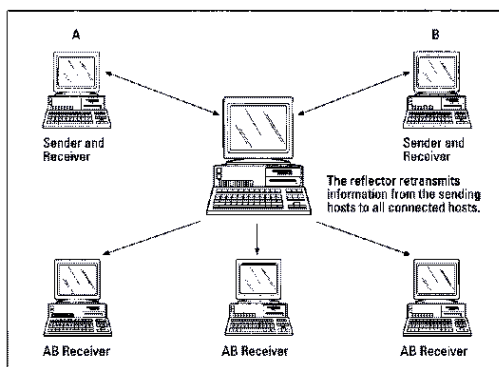 A
B
Sender and
Receiver
Sender and
Receiver
The reflector retransmits
information from the sending
hosts to all connected hosts.
AB Receiver
AB Receiver
AB Receiver